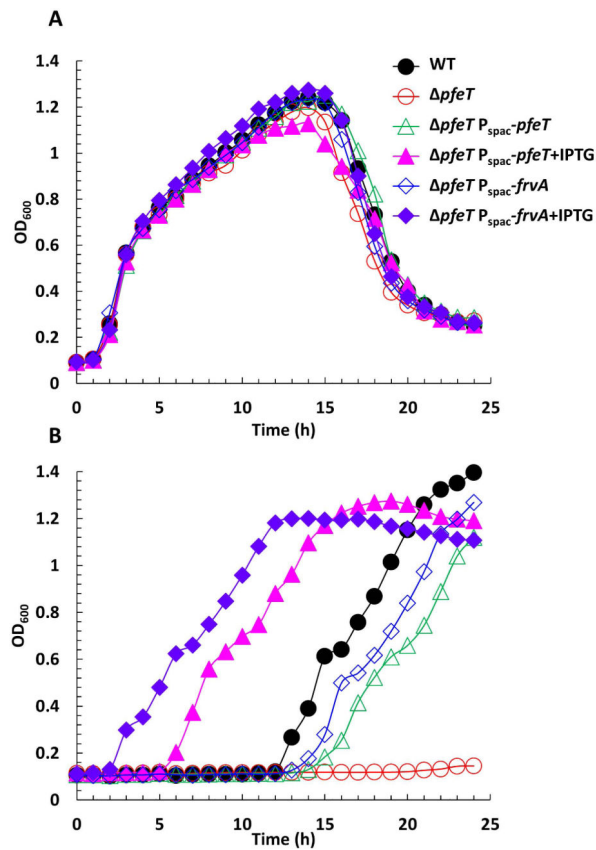 A
1.4
1.2
1
0.8
0.6
0.4
0.2
0
OD600
0 5 10 15 20 25
Time (h)
WT
ΔpfeT
ΔpfeT Pspac-pfeT
ΔpfeT Pspac-pfeT+IPTG
ΔpfeT Pspac-frvA
ΔpfeT Pspac-frvA+IPTG
B
1.4
1.2
1
0.8
0.6
0.4
0.2
0
OD600
0 5 10 15 20 25
Time (h)